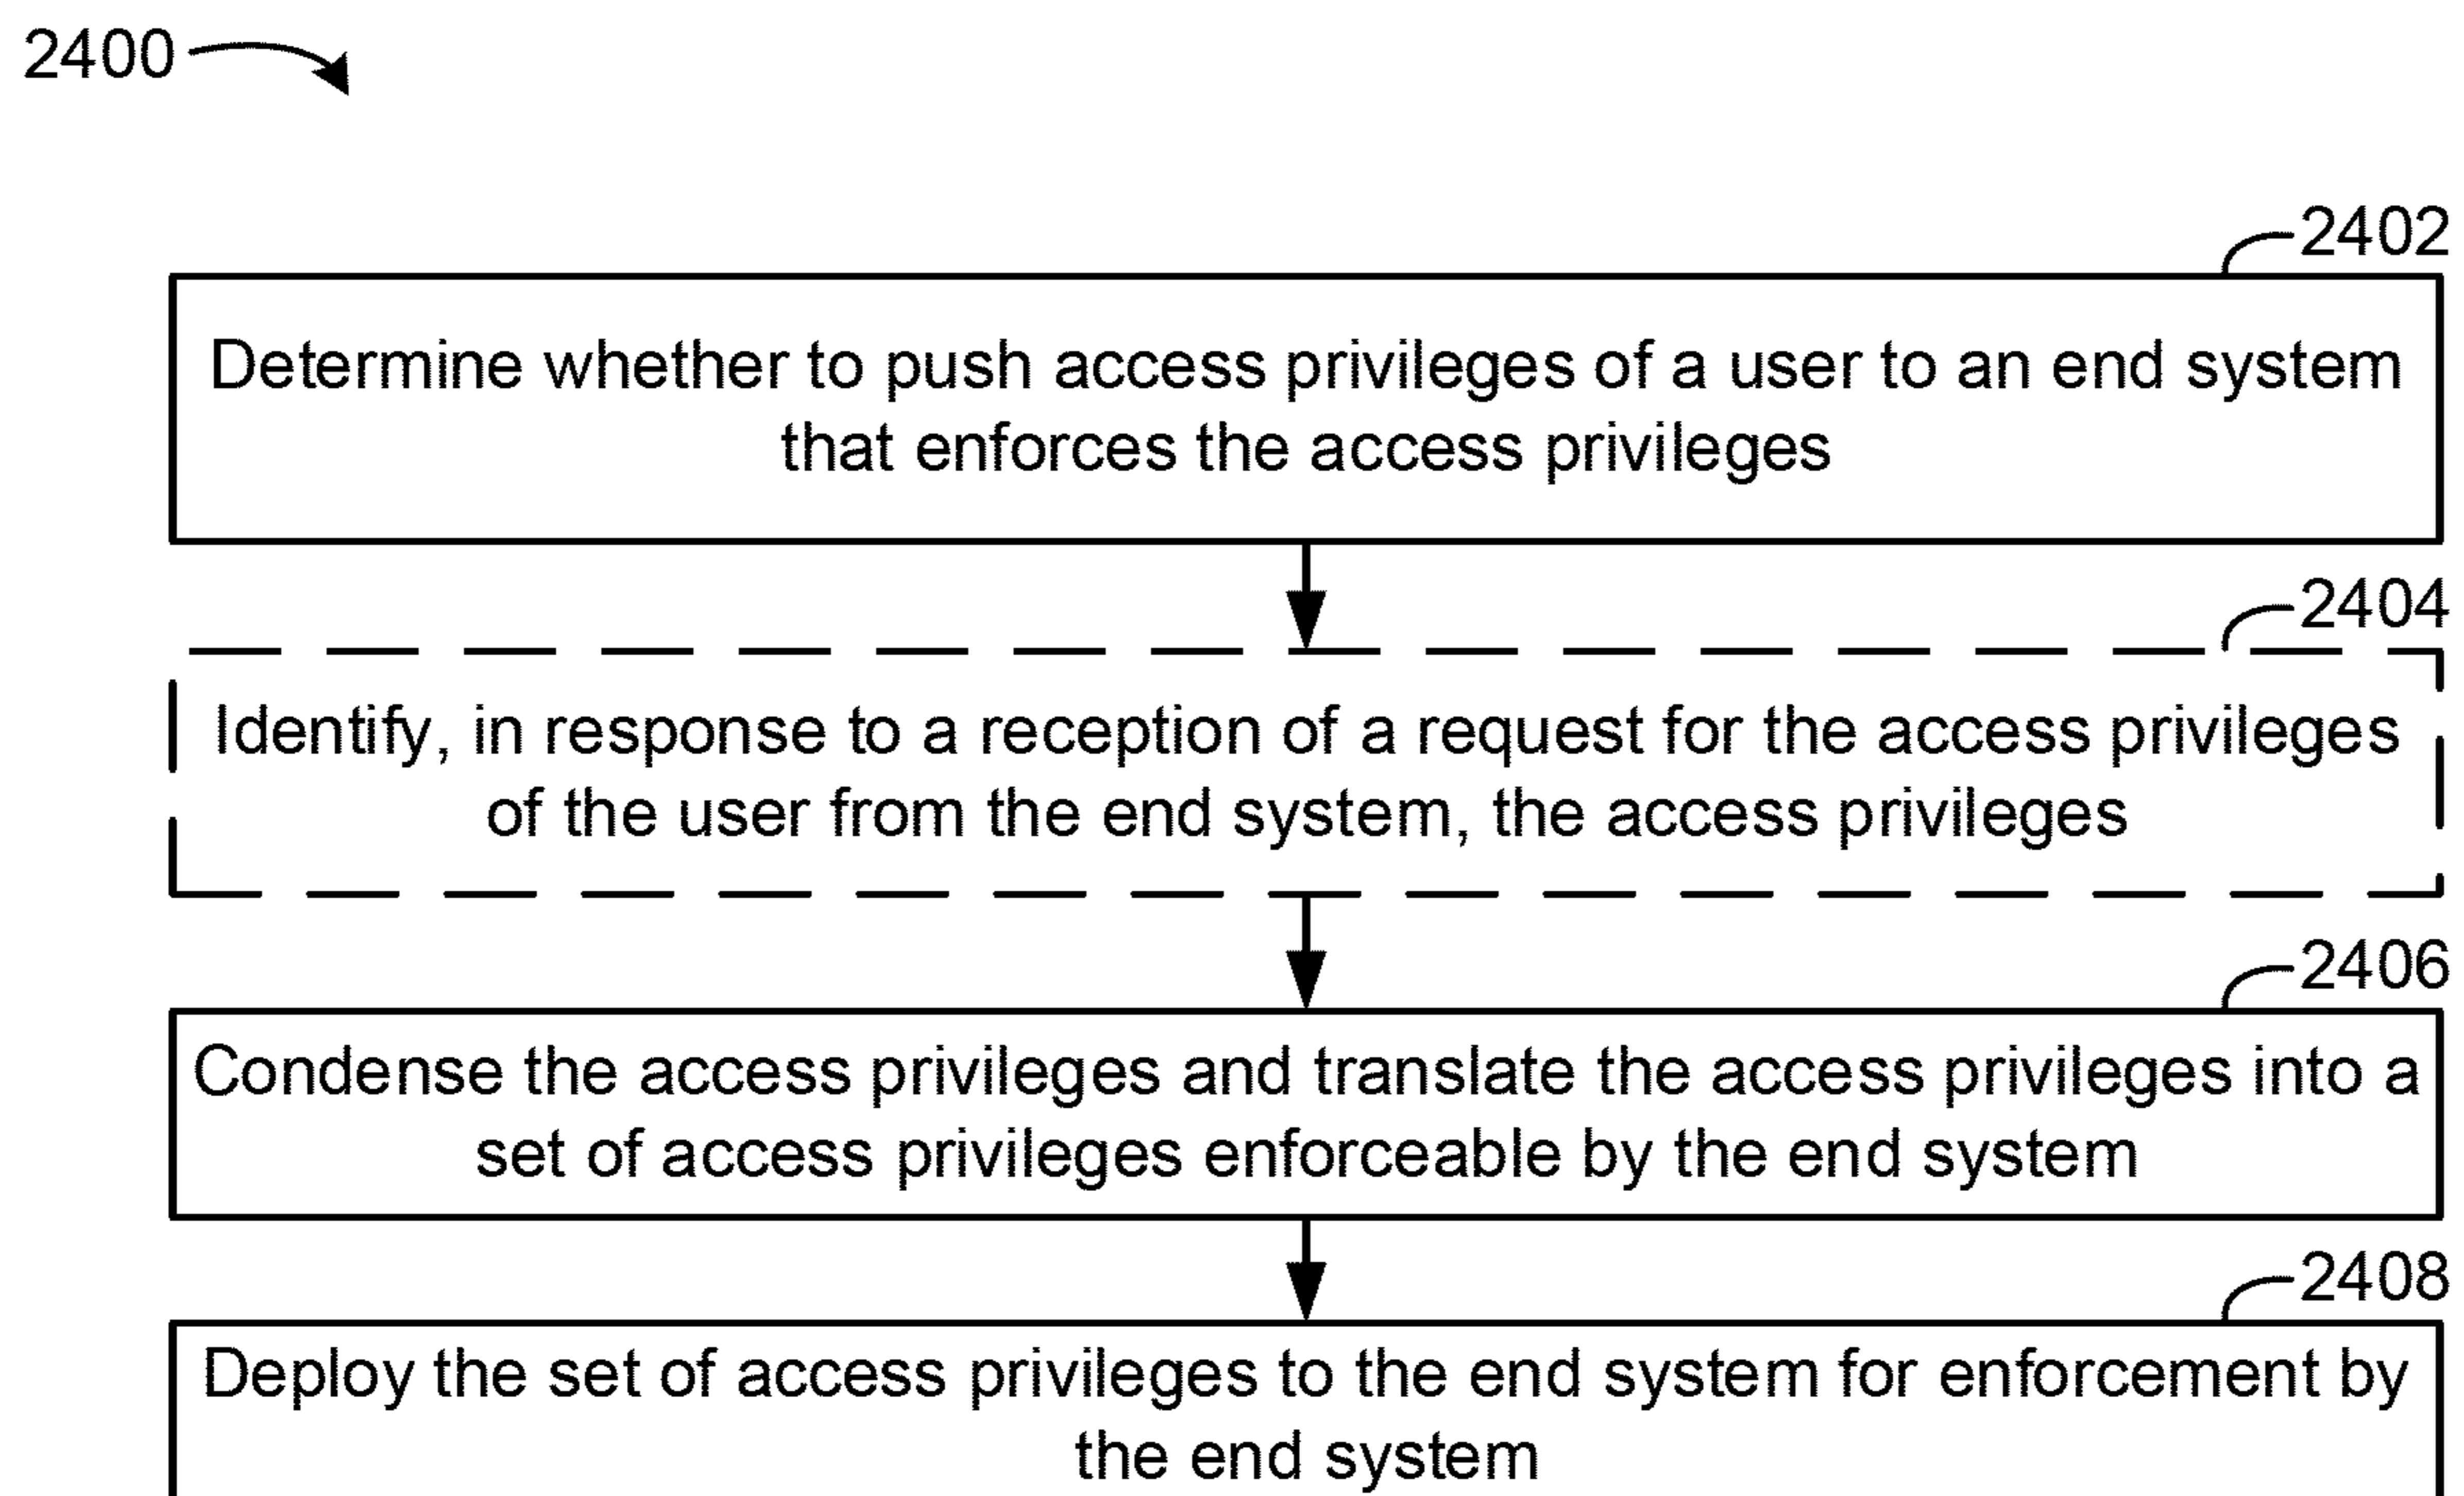 2400
2402
Determine whether to push access privileges of a user to an end system
that enforces the access privileges
2404
Identify, in response to a reception of a request for the access privileges
of the user from the end system, the access privileges
2406
Condense the access privileges and translate the access privileges into a
set of access privileges enforceable by the end system
2408
Deploy the set of access privileges to the end system for enforcement by
the end system